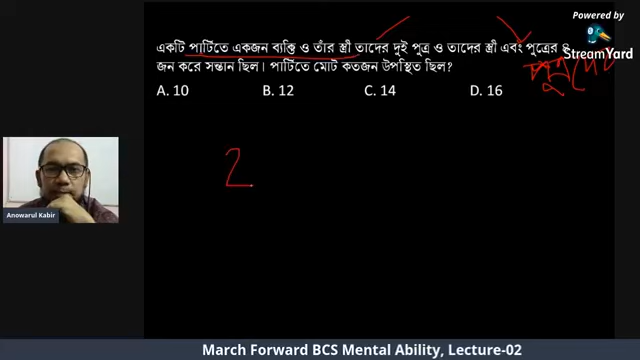 Powered by
StreamYard
একটি পার্টিতে একজন ব্যক্তি ও তাঁর স্ত্রী তাদের দুই পুত্র ও তাদের স্ত্রী এবং পুত্রের ৪
জন করে সন্তান ছিল। পার্টিতে মোট কতজন উপস্থিত ছিল?
A. 10 B. 12 C. 14 D. 16
2
Anowarul Kabir
March Forward BCS Mental Ability, Lecture-02